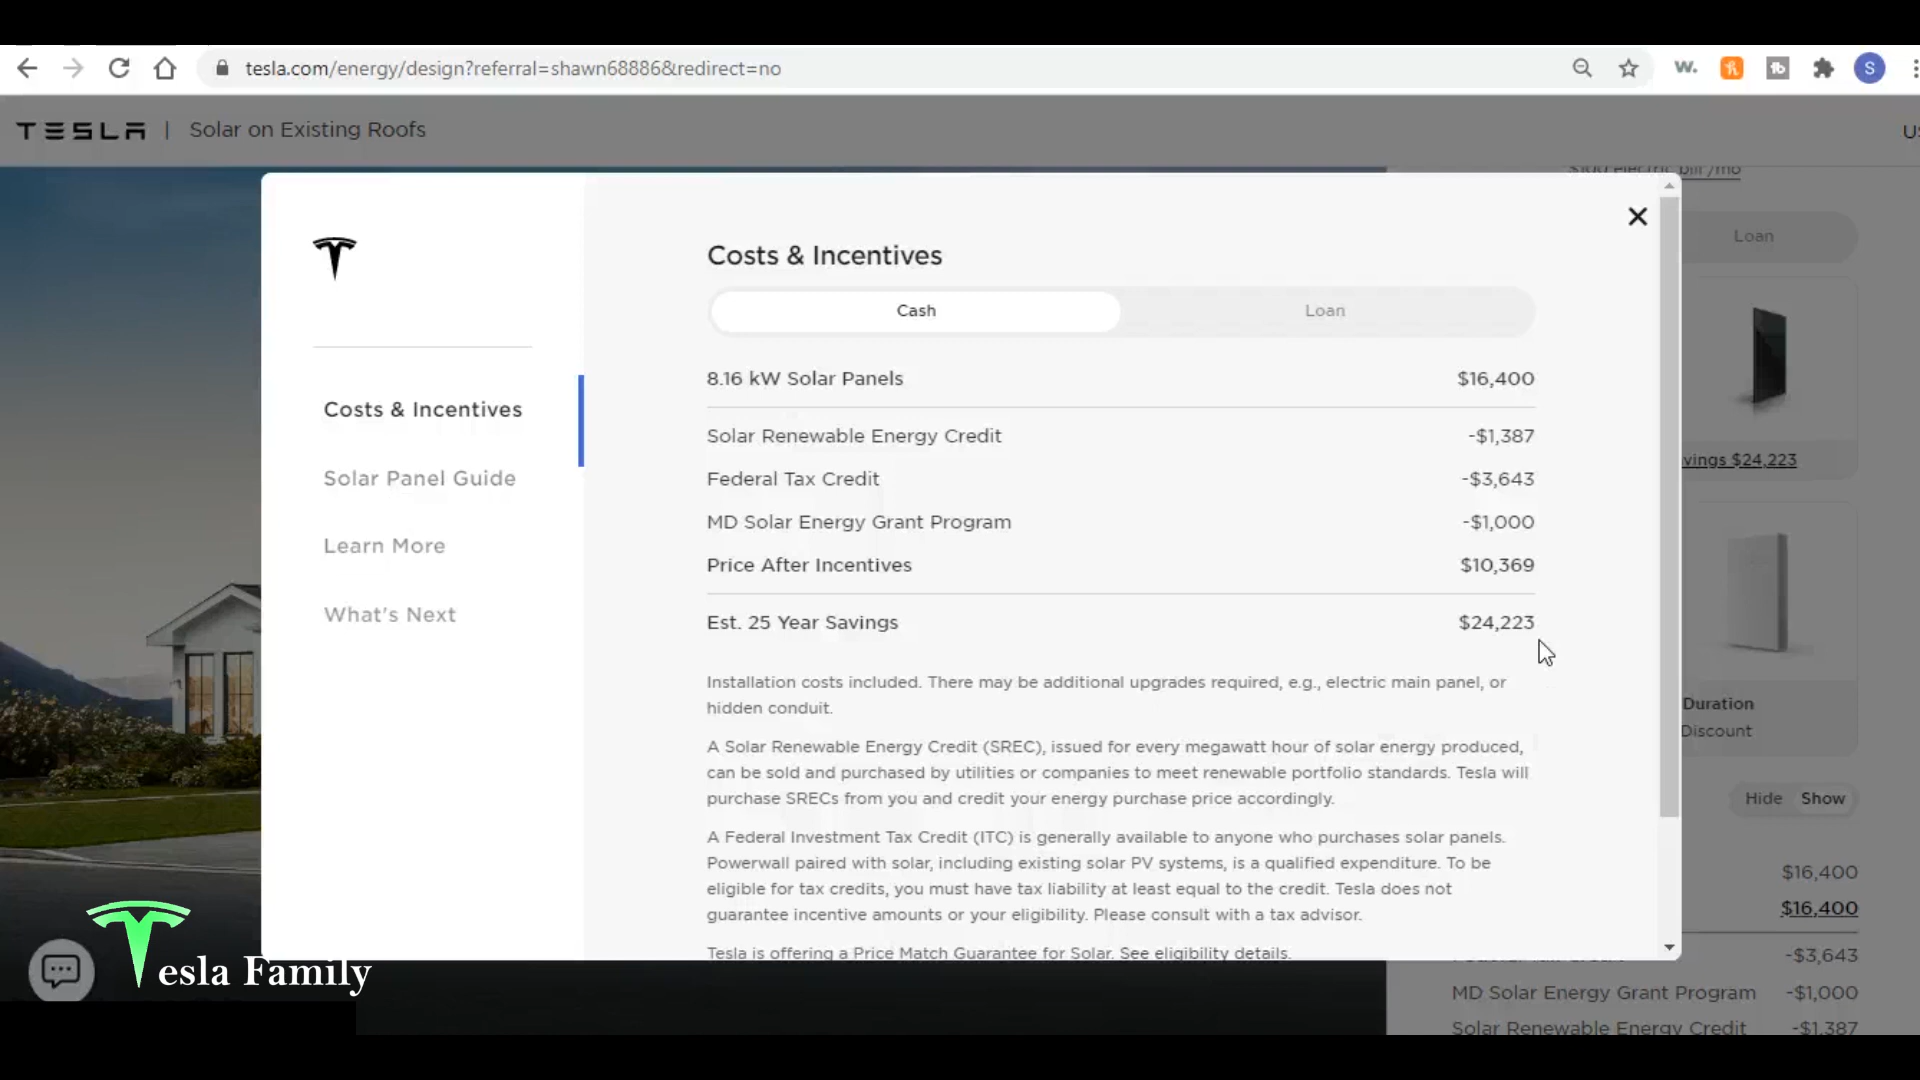 tesla.com/energy/design?referral=shawn68886&redirect=no
W.
tb
S
TESLA | Solar on Existing Roofs
$100 electric bill /mo
Loan
Costs & Incentives
Cash
Loan
8.16 kW Solar Panels $16,400
Solar Renewable Energy Credit -$1,387
Federal Tax Credit -$3,643
MD Solar Energy Grant Program -$1,000
Price After Incentives $10,369
Est. 25 Year Savings $24,223
Installation costs included. There may be additional upgrades required, e.g., electric main panel, or
hidden conduit.
A Solar Renewable Energy Credit (SREC), issued for every megawatt hour of solar energy produced,
can be sold and purchased by utilities or companies to meet renewable portfolio standards. Tesla will
purchase SRECs from you and credit your energy purchase price accordingly.
A Federal Investment Tax Credit (ITC) is generally available to anyone who purchases solar panels.
Powerwall paired with solar, including existing solar PV systems, is a qualified expenditure. To be
eligible for tax credits, you must have tax liability at least equal to the credit. Tesla does not
guarantee incentive amounts or your eligibility. Please consult with a tax advisor.
Tesla is offering a Price Match Guarantee for Solar. See eligibility details.
Costs & Incentives
Solar Panel Guide
Learn More
What's Next
vings $24,223
Duration
Discount
Hide Show
$16,400
$16,400
-$3,643
MD Solar Energy Grant Program -$1,000
Solar Renewable Energy Credit -$1,387
Tesla Family